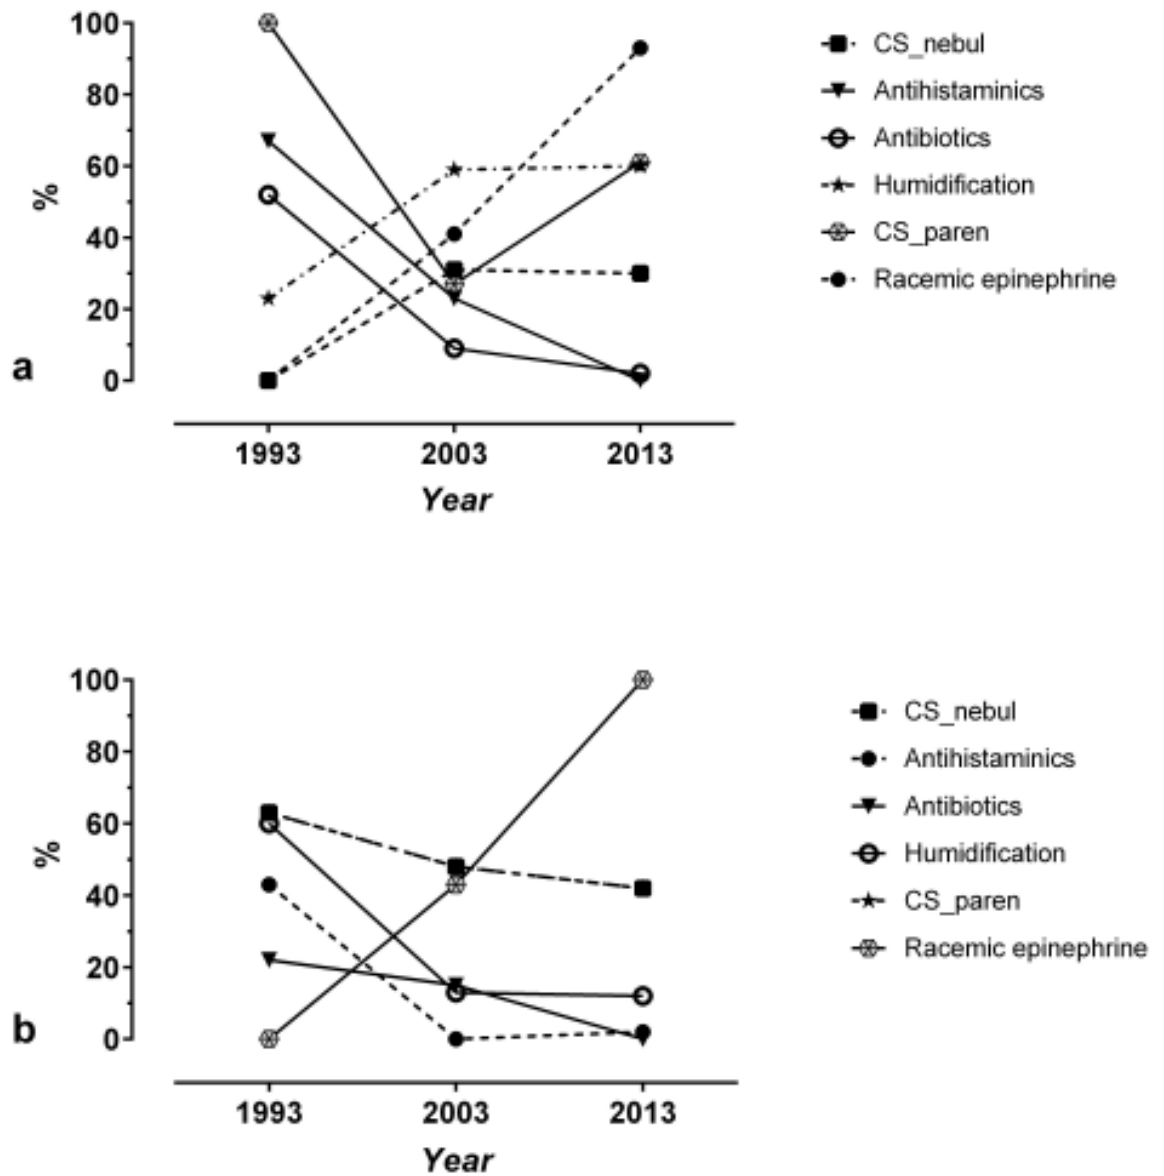 100
80
60
40
20
0
%
a
1993 2003 2013
Year
CS_nebul
Antihistaminics
Antibiotics
Humidification
CS_paren
Racemic epinephrine
100
80
60
40
20
0
%
b
1993 2003 2013
Year
CS_nebul
Antihistaminics
Antibiotics
Humidification
CS_paren
Racemic epinephrine